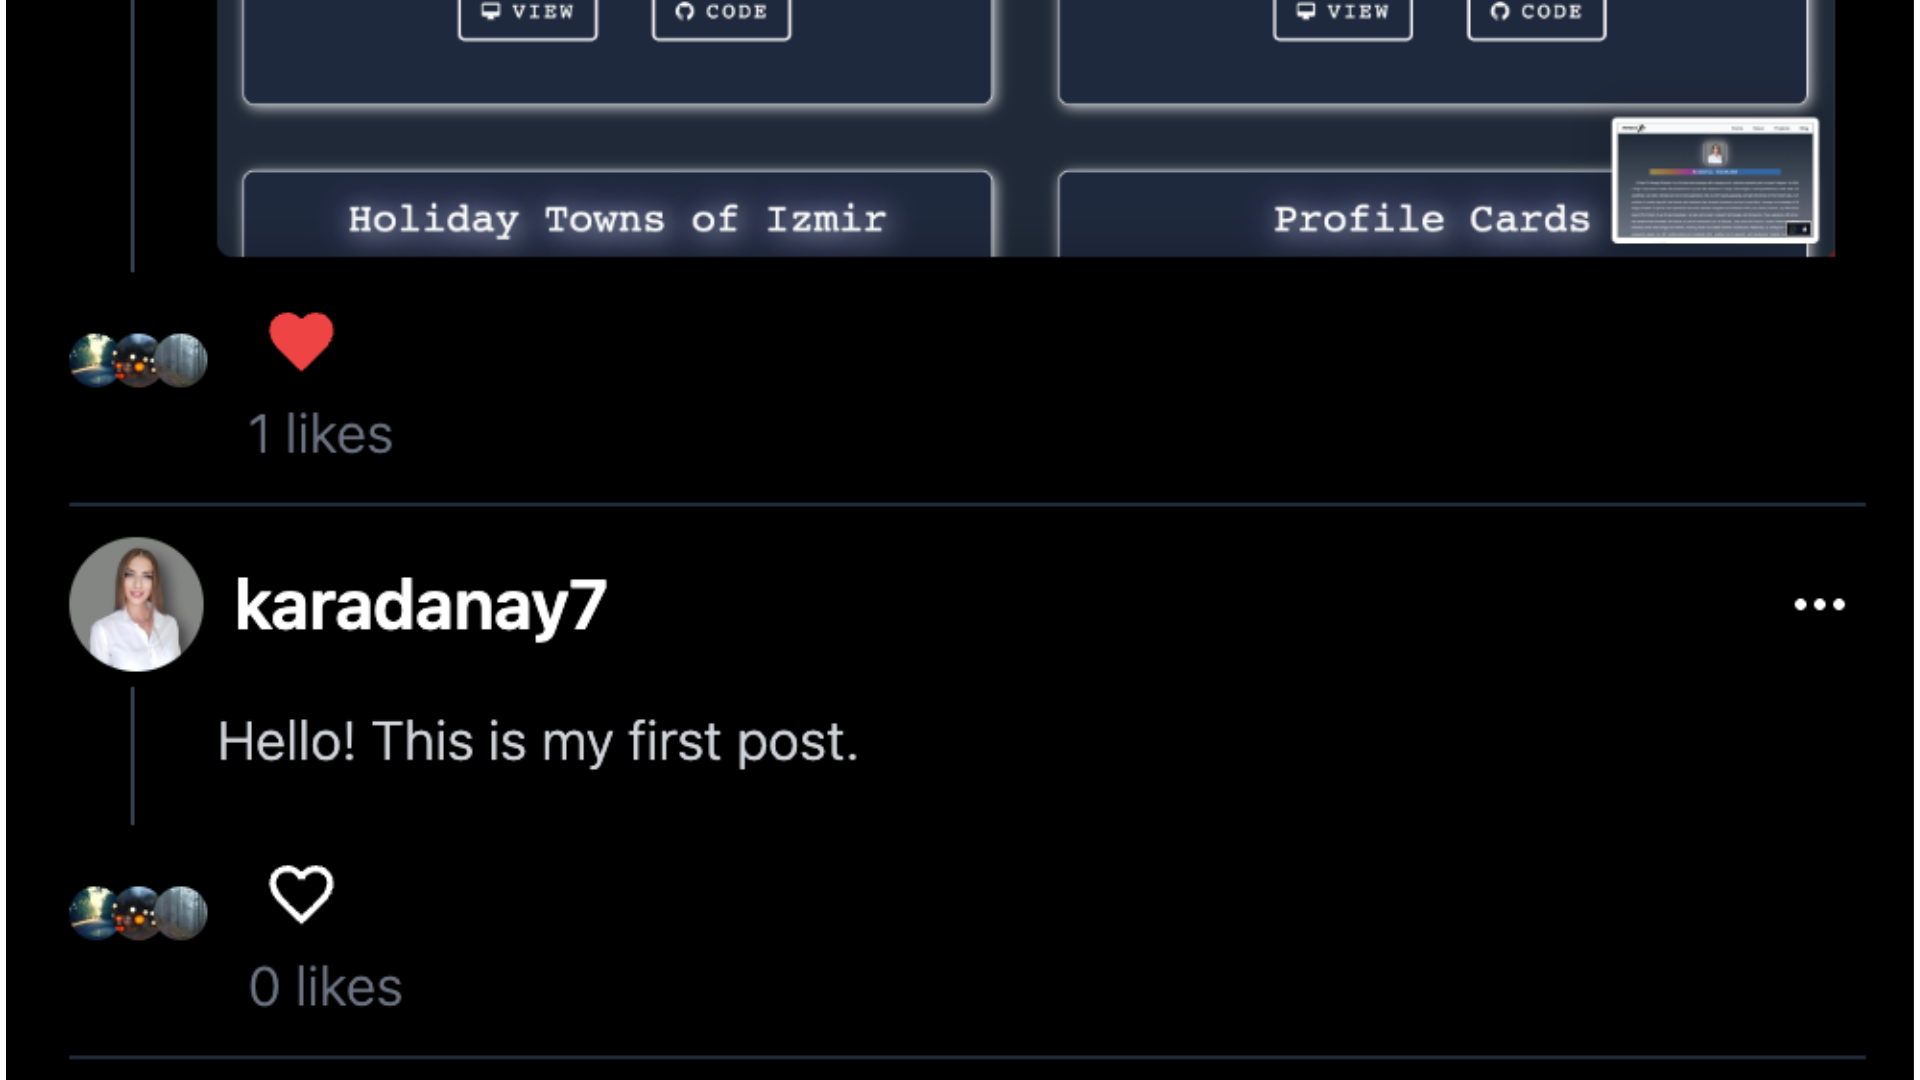 VIEW CODE VIEW CODE
Holiday Towns of Izmir
Profile Cards
1 likes
karadanay7
Hello! This is my first post.
0 likes